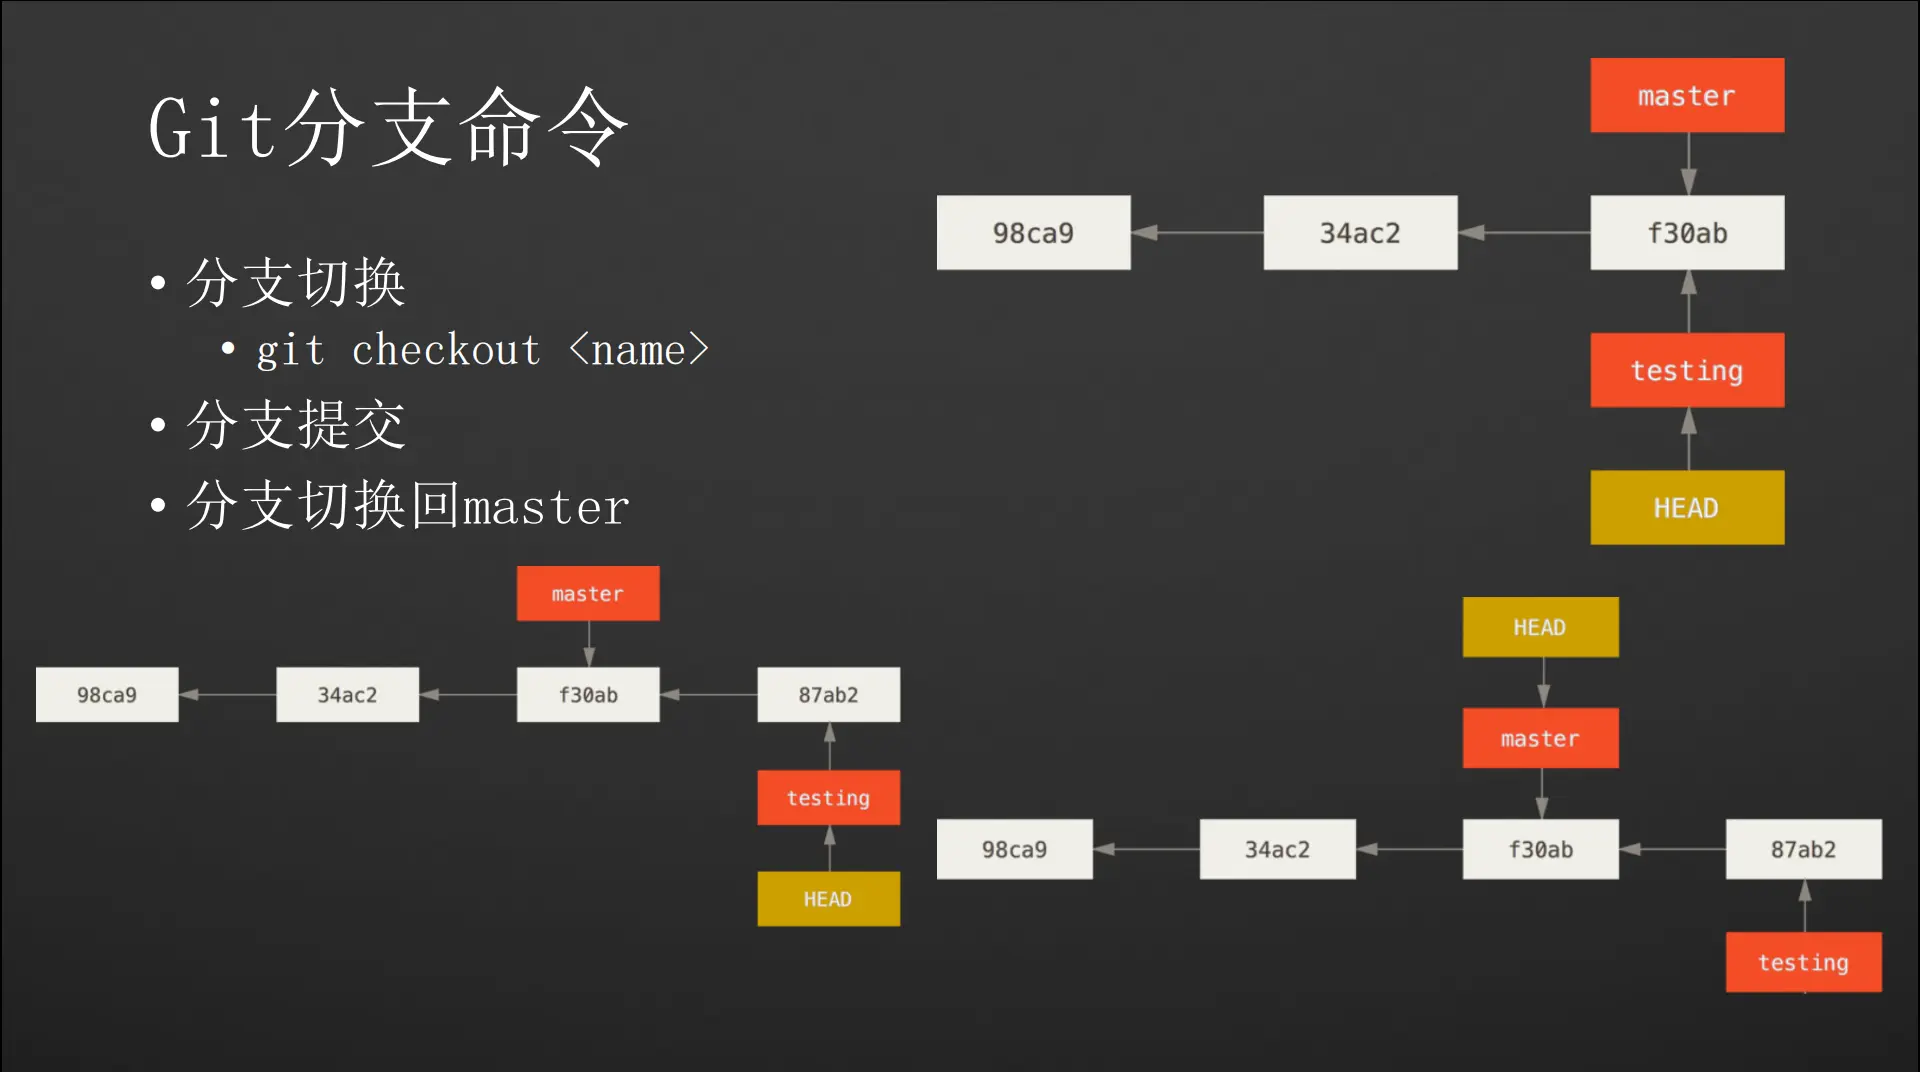 Git分支命令
• 分支切换
• git checkout <name>
• 分支提交
• 分支切换回master
master
98ca9
34ac2
f30ab
testing
HEAD
master
98ca9
34ac2
f30ab
87ab2
testing
HEAD
HEAD
master
98ca9
34ac2
f30ab
87ab2
testing